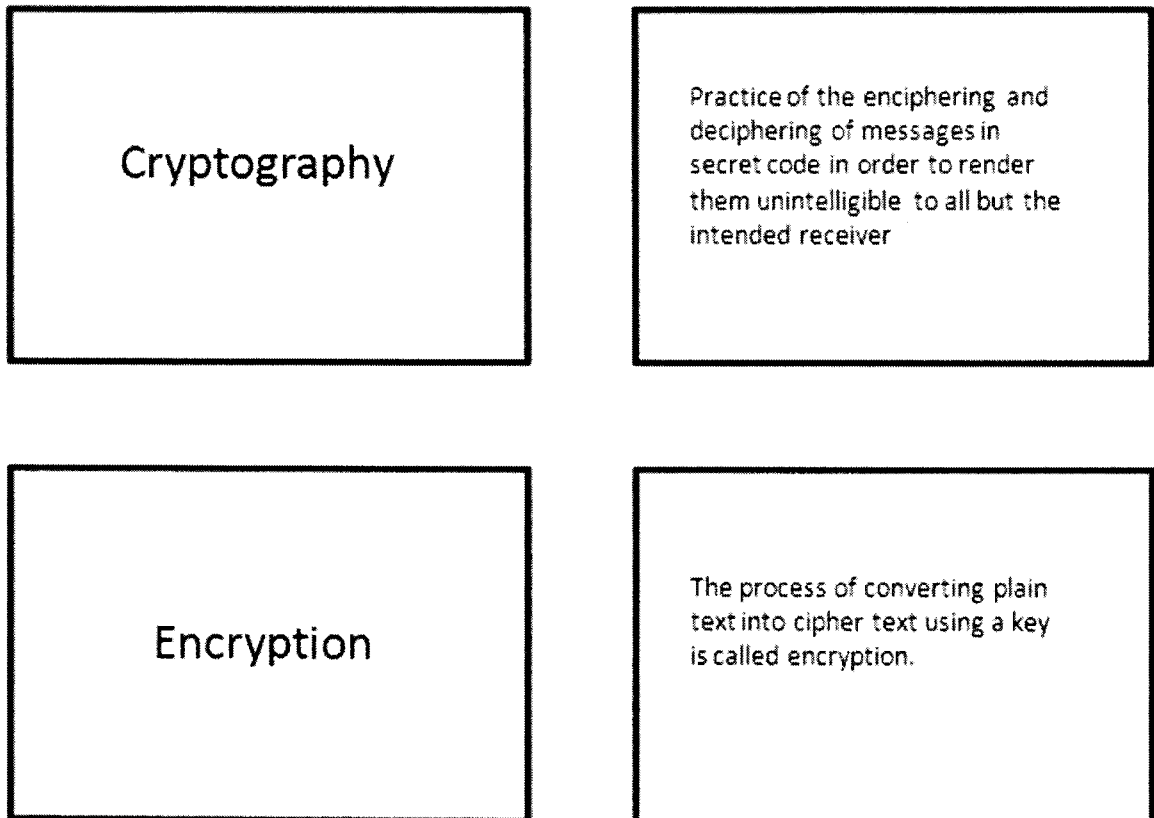 Cryptography
Practice of the enciphering and
deciphering of messages in
secret code in order to render
them unintelligible to all but the
intended receiver
Encryption
The process of converting plain
text into cipher text using a key
is called encryption.